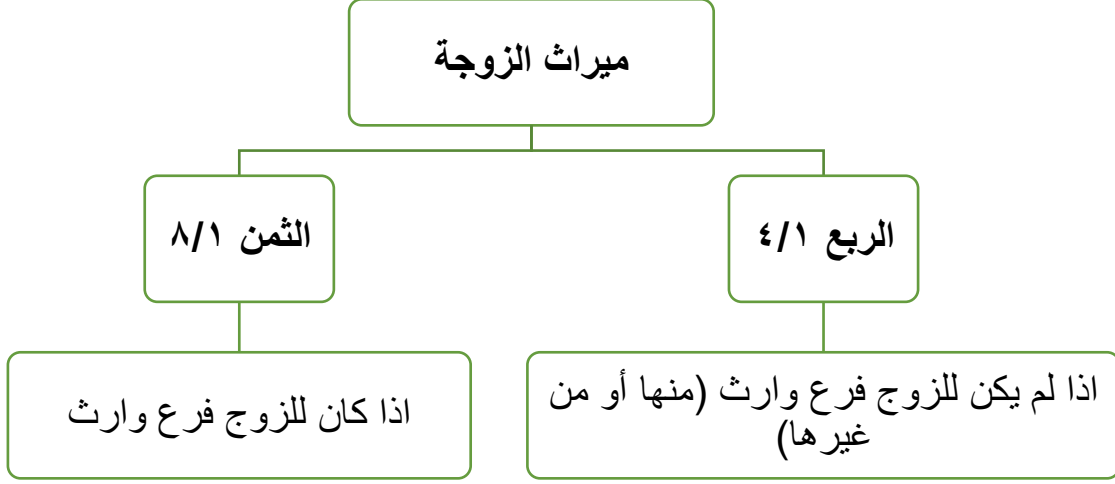 ميراث الزوجة
الربع ٤/١
الثمن ٨/١
اذا لم يكن للزوج فرع وارث (منها أو من
غيرها)
اذا كان للزوج فرع وارث